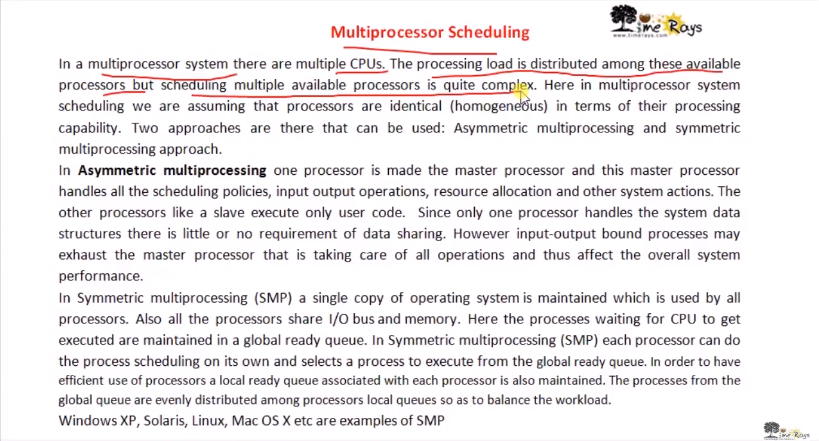 Time Rays
www.timerays.com
Multiprocessor Scheduling
In a multiprocessor system there are multiple CPUs. The processing load is distributed among these available
processors but scheduling multiple available processors is quite complex. Here in multiprocessor system
scheduling we are assuming that processors are identical (homogeneous) in terms of their processing
capability. Two approaches are there that can be used: Asymmetric multiprocessing and symmetric
multiprocessing approach.
In Asymmetric multiprocessing one processor is made the master processor and this master processor
handles all the scheduling policies, input output operations, resource allocation and other system actions. The
other processors like a slave execute only user code. Since only one processor handles the system data
structures there is little or no requirement of data sharing. However input-output bound processes may
exhaust the master processor that is taking care of all operations and thus affect the overall system
performance.
In Symmetric multiprocessing (SMP) a single copy of operating system is maintained which is used by all
processors. Also all the processors share I/O bus and memory. Here the processes waiting for CPU to get
executed are maintained in a global ready queue. In Symmetric multiprocessing (SMP) each processor can do
the process scheduling on its own and selects a process to execute from the global ready queue. In order to have
efficient use of processors a local ready queue associated with each processor is also maintained. The processes from the
global queue are evenly distributed among processors local queues so as to balance the workload.
Windows XP, Solaris, Linux, Mac OS X etc are examples of SMP
Time Rays